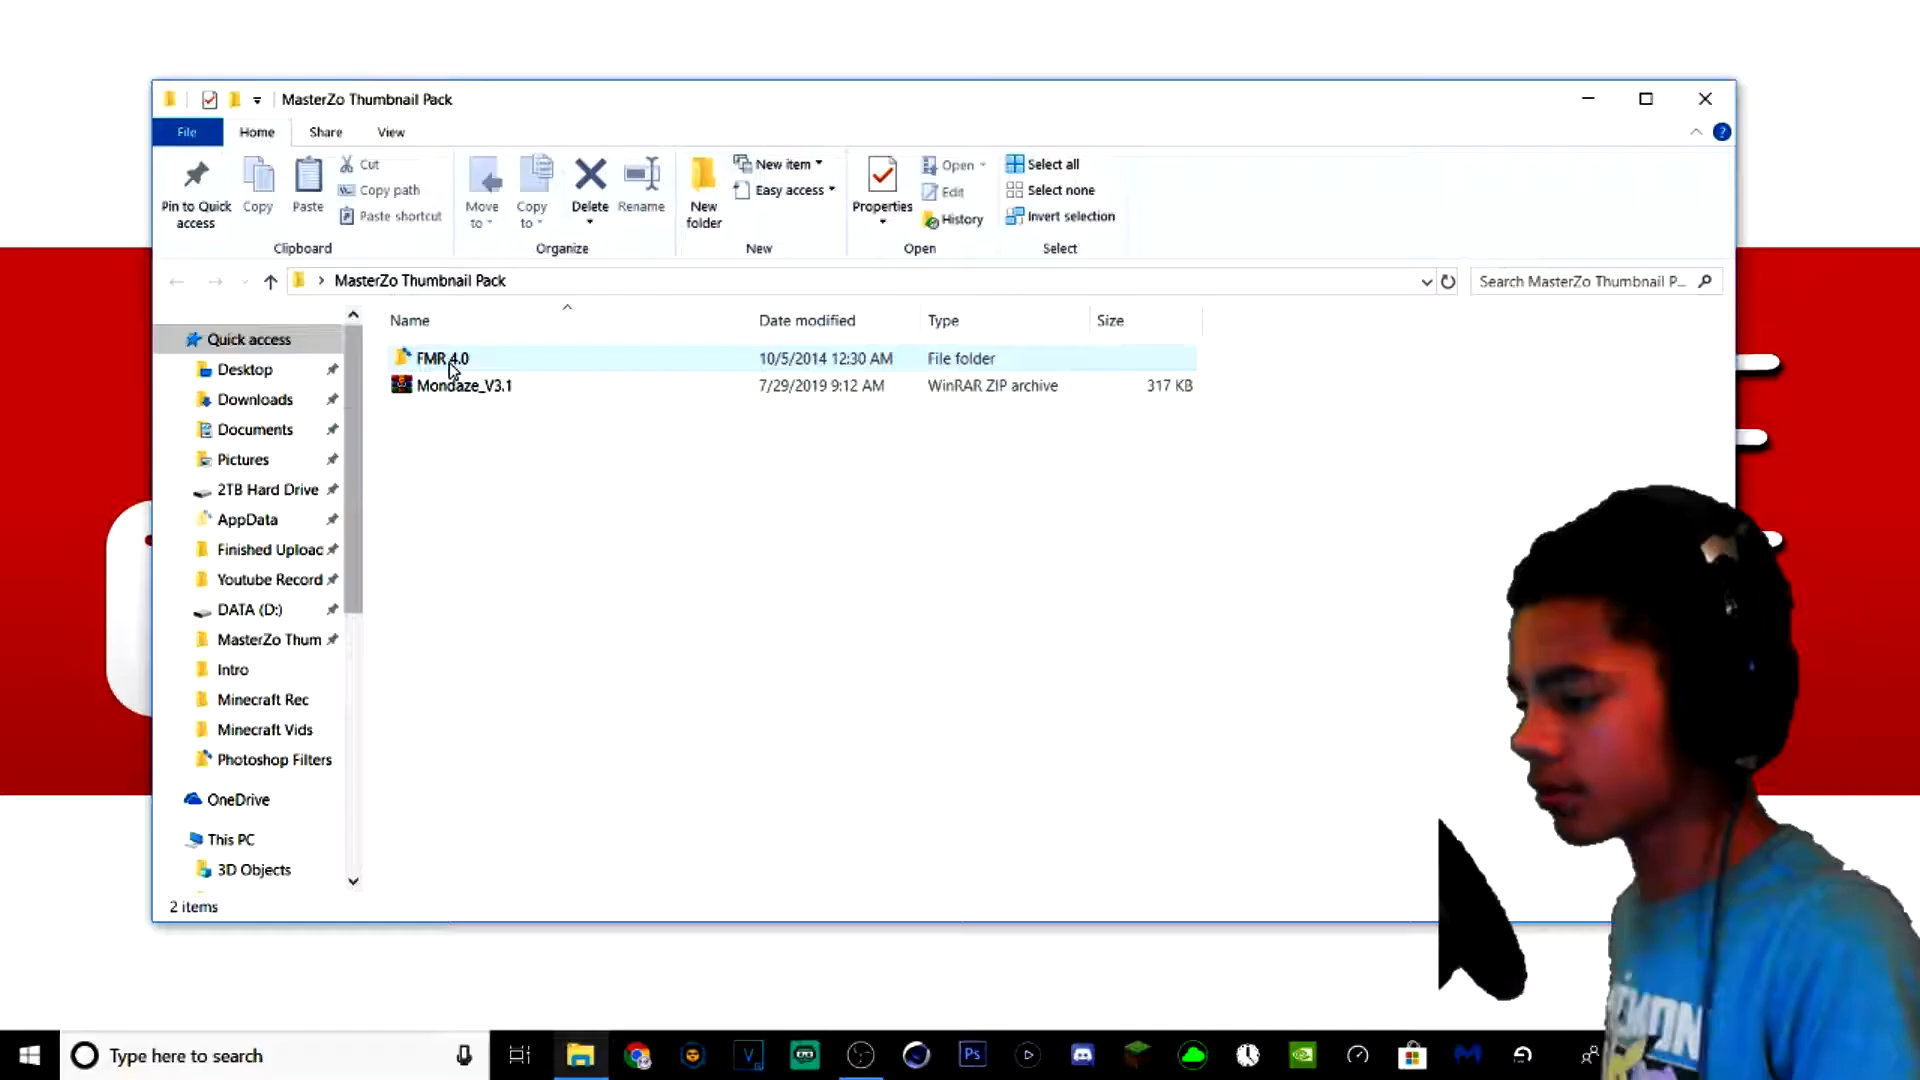 MasterZo Thumbnail Pack
File Home Share View
Pin to Quick access
Copy
Paste
Cut
Copy path
Paste shortcut
Clipboard
Move to
Copy to
Delete
Rename
Organize
New folder
New item
Easy access
New
Properties
Open
Edit
History
Open
Select all
Select none
Invert selection
Select
MasterZo Thumbnail Pack
Search MasterZo Thumbnail P...
Name Date modified Type Size
FMR 4.0 10/5/2014 12:30 AM File folder
Mondaze_V3.1 7/29/2019 9:12 AM WinRAR ZIP archive 317 KB
Quick access
Desktop
Downloads
Documents
Pictures
2TB Hard Drive
AppData
Finished Uploac
Youtube Record
DATA (D:)
MasterZo Thum
Intro
Minecraft Rec
Minecraft Vids
Photoshop Filters
OneDrive
This PC
3D Objects
2 items
Type here to search
Ps